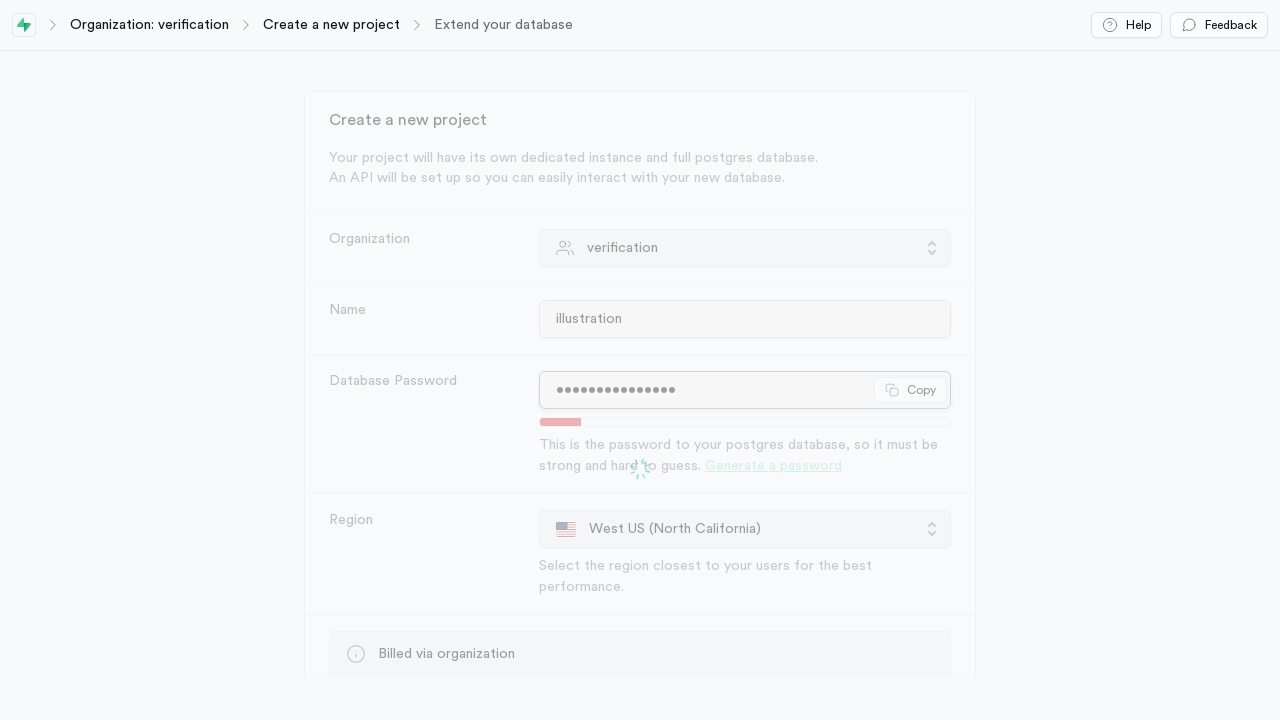 Organization: verification
Create a new project
Extend your database
Help
Feedback
Create a new project
Your project will have its own dedicated instance and full postgres database.
An API will be set up so you can easily interact with your new database.
Organization
verification
Name
illustration
Database Password
•••••••••••••••
Copy
This is the password to your postgres database, so it must be
strong and hard to guess. Generate a password
Region
West US (North California)
Select the region closest to your users for the best
performance.
Billed via organization